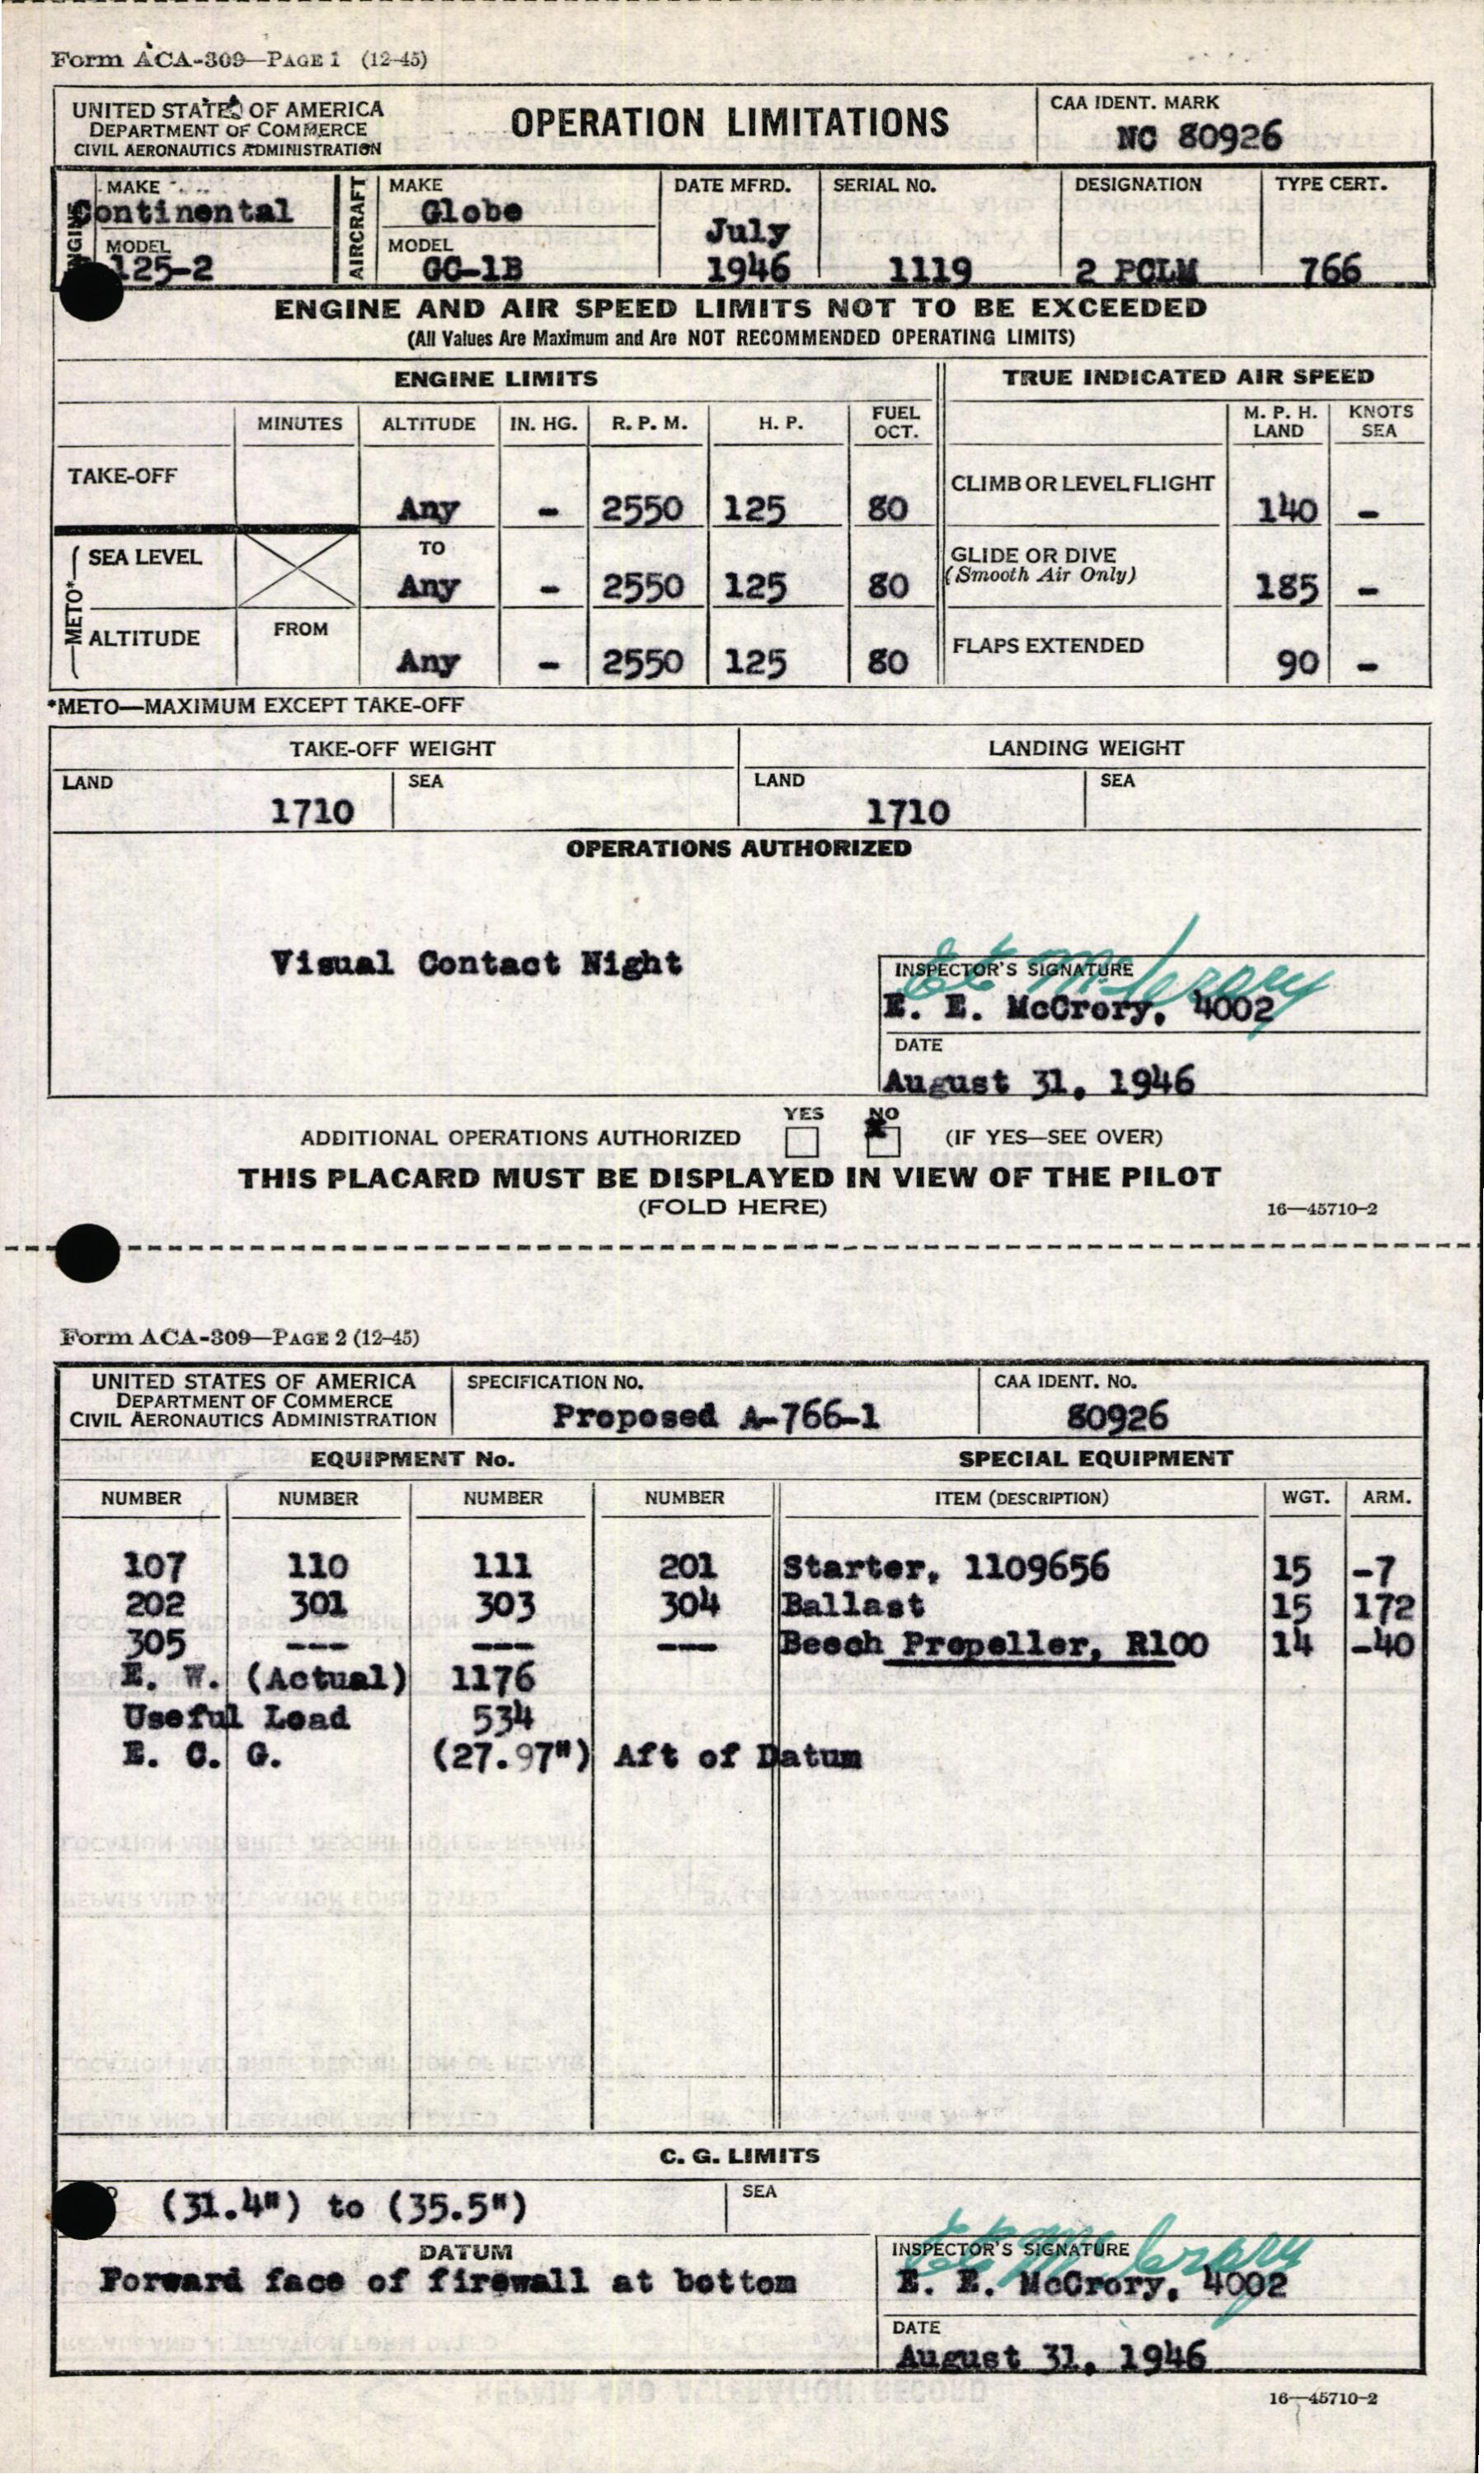 Form ACA-309—PAGE 1 (12-45)
UNITED STATES OF AMERICA
DEPARTMENT OF COMMERCE
CIVIL AERONAUTICS ADMINISTRATION
OPERATION LIMITATIONS
CAA IDENT. MARK
NC 80926
MAKE
Continental
MODEL
125-2
AIRCRAFT
MAKE
Globe
MODEL
GC-1B
DATE MFRD.
July
1946
SERIAL NO.
1119
DESIGNATION
2 PCLM
TYPE CERT.
766
ENGINE AND AIR SPEED LIMITS NOT TO BE EXCEEDED
(All Values Are Maximum and Are NOT RECOMMENDED OPERATING LIMITS)
ENGINE LIMITS TRUE INDICATED AIR SPEED
MINUTES ALTITUDE IN. HG. R. P. M. H. P. FUEL OCT. M. P. H. LAND KNOTS SEA
TAKE-OFF Any - 2550 125 80 CLIMB OR LEVEL FLIGHT 140 -
METO* SEA LEVEL TO Any - 2550 125 80 GLIDE OR DIVE (Smooth Air Only) 185 -
ALTITUDE FROM Any - 2550 125 80 FLAPS EXTENDED 90 -
*METO—MAXIMUM EXCEPT TAKE-OFF
TAKE-OFF WEIGHT LANDING WEIGHT
LAND 1710 SEA LAND 1710 SEA
OPERATIONS AUTHORIZED
Visual Contact Night
INSPECTOR'S SIGNATURE
E. E. McCrory
E. E. McCrory, 4002
DATE
August 31, 1946
ADDITIONAL OPERATIONS AUTHORIZED YES NO X (IF YES—SEE OVER)
THIS PLACARD MUST BE DISPLAYED IN VIEW OF THE PILOT
(FOLD HERE) 16—45710-2
Form ACA-309—PAGE 2 (12-45)
UNITED STATES OF AMERICA
DEPARTMENT OF COMMERCE
CIVIL AERONAUTICS ADMINISTRATION
SPECIFICATION NO.
Proposed A-766-1
CAA IDENT. NO.
80926
EQUIPMENT No. SPECIAL EQUIPMENT
NUMBER NUMBER NUMBER NUMBER ITEM (DESCRIPTION) WGT. ARM.
107 110 111 201 Starter, 1109656 15 -7
202 301 303 304 Ballast 15 172
305 --- --- --- Beech Propeller, R100 14 -40
E. W. (Actual) 1176
Useful Load 534
E. C. G. (27.97") Aft of Datum
C. G. LIMITS
(31.4") to (35.5") SEA
DATUM
Forward face of firewall at bottom
INSPECTOR'S SIGNATURE
E. E. McCrory
E. E. McCrory, 4002
DATE
August 31, 1946
16—45710-2